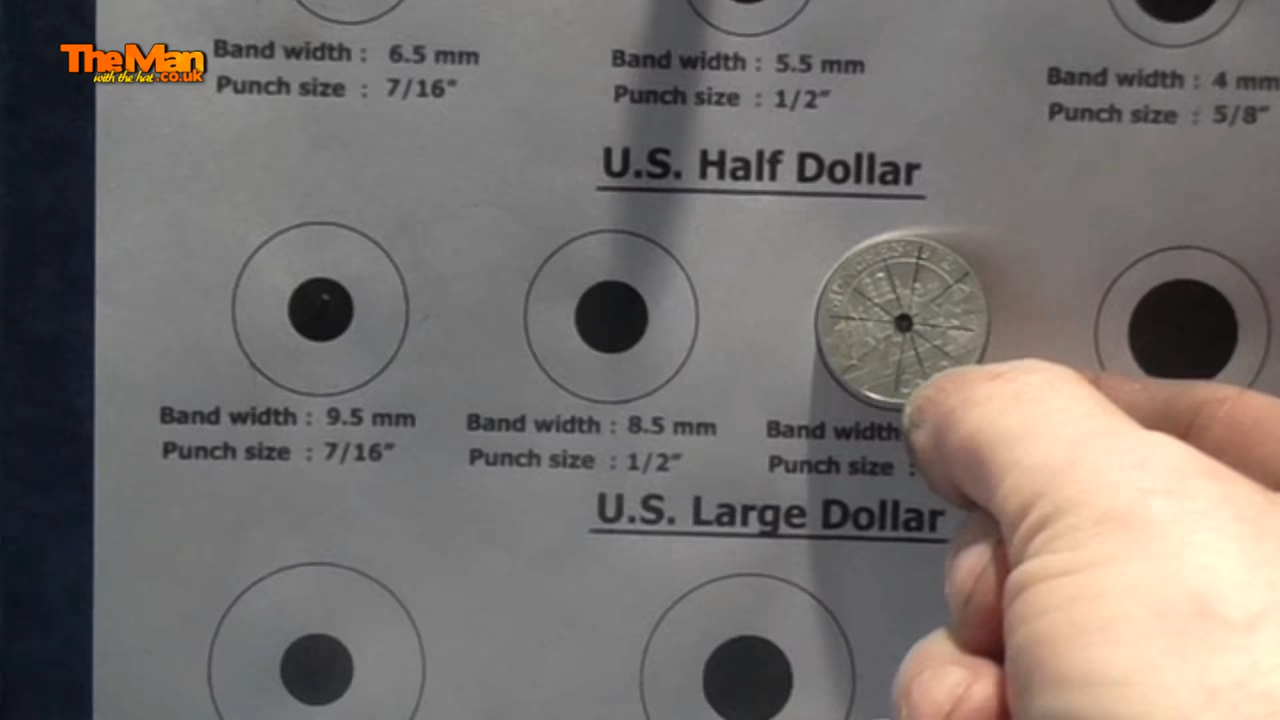 TheMan
with the hat .co.uk
Band width : 6.5 mm
Punch size : 7/16”
Band width : 5.5 mm
Punch size : 1/2”
Band width : 4 mm
Punch size : 5/8”
U.S. Half Dollar
Band width : 9.5 mm
Punch size : 7/16”
Band width : 8.5 mm
Punch size : 1/2”
Band width
Punch size :
U.S. Large Dollar